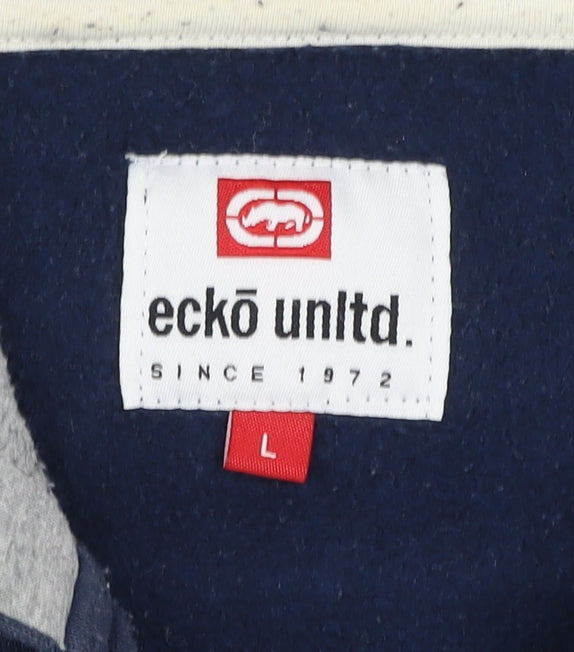 eckō unltd.
SINCE 1972
L